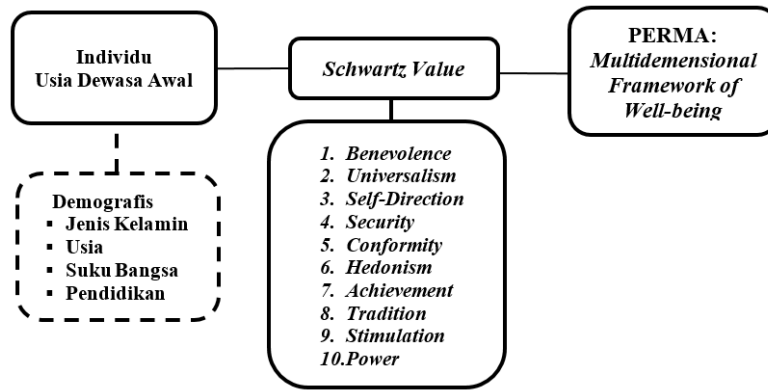 Individu
Usia Dewasa Awal
Schwartz Value
PERMA:
Multidemensional
Framework of
Well-being
Demografis
▪ Jenis Kelamin
▪ Usia
▪ Suku Bangsa
▪ Pendidikan
1. Benevolence
2. Universalism
3. Self-Direction
4. Security
5. Conformity
6. Hedonism
7. Achievement
8. Tradition
9. Stimulation
10.Power